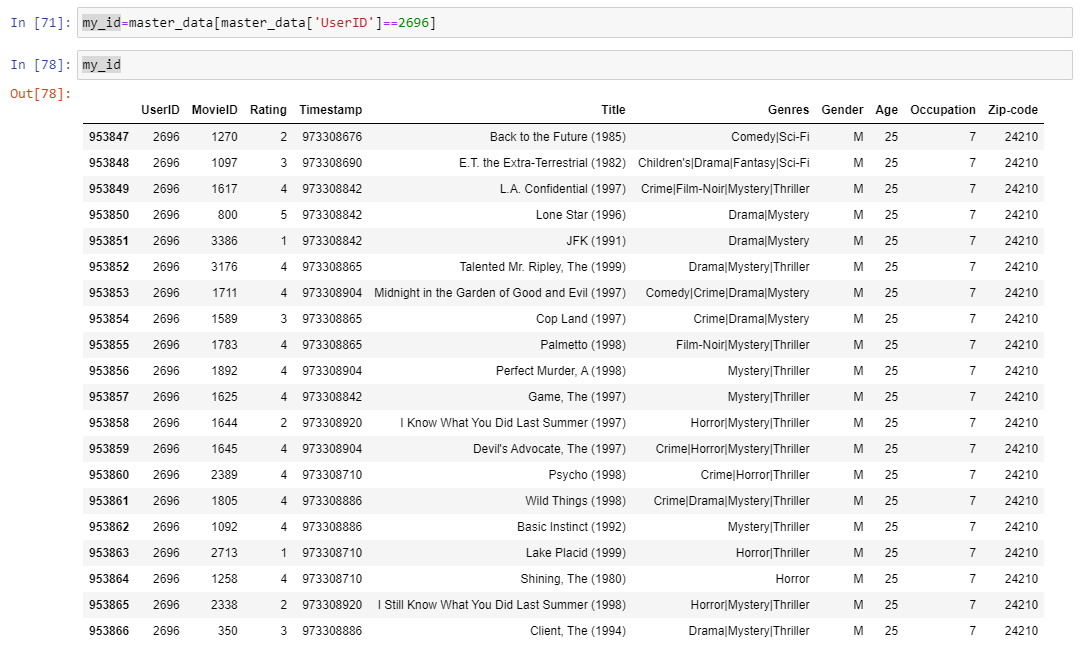 In [71]: my_id=master_data[master_data['UserID']==2696]
In [78]: my_id
Out[78]:
UserID MovieID Rating Timestamp Title Genres Gender Age Occupation Zip-code
953847 2696 1270 2 973308676 Back to the Future (1985) Comedy|Sci-Fi M 25 7 24210
953848 2696 1097 3 973308690 E.T. the Extra-Terrestrial (1982) Children's|Drama|Fantasy|Sci-Fi M 25 7 24210
953849 2696 1617 4 973308842 L.A. Confidential (1997) Crime|Film-Noir|Mystery|Thriller M 25 7 24210
953850 2696 800 5 973308842 Lone Star (1996) Drama|Mystery M 25 7 24210
953851 2696 3386 1 973308842 JFK (1991) Drama|Mystery M 25 7 24210
953852 2696 3176 4 973308865 Talented Mr. Ripley, The (1999) Drama|Mystery|Thriller M 25 7 24210
953853 2696 1711 4 973308904 Midnight in the Garden of Good and Evil (1997) Comedy|Crime|Drama|Mystery M 25 7 24210
953854 2696 1589 3 973308865 Cop Land (1997) Crime|Drama|Mystery M 25 7 24210
953855 2696 1783 4 973308865 Palmetto (1998) Film-Noir|Mystery|Thriller M 25 7 24210
953856 2696 1892 4 973308904 Perfect Murder, A (1998) Mystery|Thriller M 25 7 24210
953857 2696 1625 4 973308842 Game, The (1997) Mystery|Thriller M 25 7 24210
953858 2696 1644 2 973308920 I Know What You Did Last Summer (1997) Horror|Mystery|Thriller M 25 7 24210
953859 2696 1645 4 973308904 Devil's Advocate, The (1997) Crime|Horror|Mystery|Thriller M 25 7 24210
953860 2696 2389 4 973308710 Psycho (1998) Crime|Horror|Thriller M 25 7 24210
953861 2696 1805 4 973308886 Wild Things (1998) Crime|Drama|Mystery|Thriller M 25 7 24210
953862 2696 1092 4 973308886 Basic Instinct (1992) Mystery|Thriller M 25 7 24210
953863 2696 2713 1 973308710 Lake Placid (1999) Horror|Thriller M 25 7 24210
953864 2696 1258 4 973308710 Shining, The (1980) Horror M 25 7 24210
953865 2696 2338 2 973308920 I Still Know What You Did Last Summer (1998) Horror|Mystery|Thriller M 25 7 24210
953866 2696 350 3 973308886 Client, The (1994) Drama|Mystery|Thriller M 25 7 24210